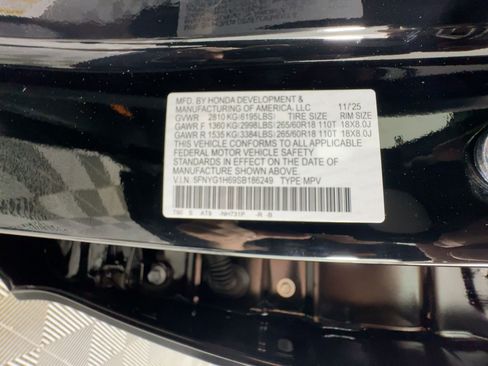 MFD. BY HONDA DEVELOPMENT &
MANUFACTURING OF AMERICA, LLC 11/25
GVWR 2810 KG(6195LBS) TIRE SIZE RIM SIZE
GAWR F 1360 KG(2998LBS) 265/60R18 110T 18X8.0J
GAWR R 1535 KG(3384LBS) 265/60R18 110T 18X8.0J
THIS VEHICLE CONFORMS TO ALL APPLICABLE
FEDERAL MOTOR VEHICLE SAFETY
STANDARDS IN EFFECT ON THE DATE OF
MANUFACTURE SHOWN ABOVE.
V.I.N. 5FNYG1H69SB186249 TYPE MPV
NH731P -R -B